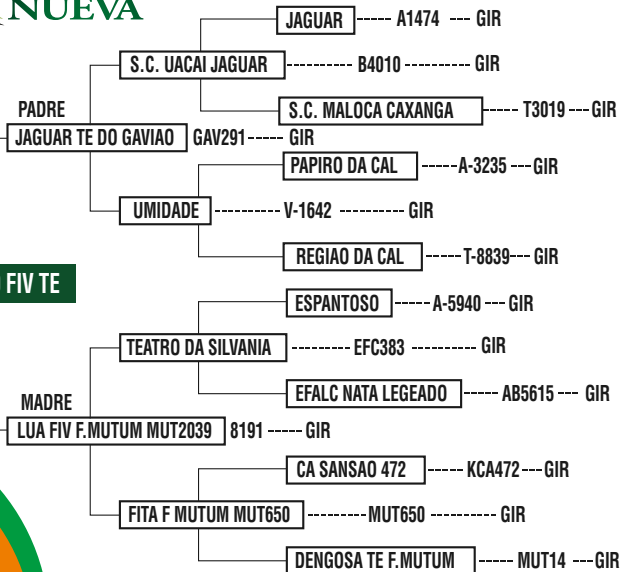 NUEVA
JAGUAR ----- A1474 --- GIR
S.C. UACAI JAGUAR ---------- B4010 ---------- GIR
PADRE
S.C. MALOCA CAXANGA ----- T3019 --- GIR
JAGUAR TE DO GAVIAO GAV291 ----- GIR
PAPIRO DA CAL -----A-3235 ---GIR
UMIDADE ---------- V-1642 ---------- GIR
REGIAO DA CAL -----T-8839--- GIR
FIV TE
ESPANTOSO -----A-5940 --- GIR
TEATRO DA SILVANIA --------- EFC383 ---------- GIR
EFALC NATA LEGEADO ----- AB5615 --- GIR
MADRE
LUA FIV F.MUTUM MUT2039 8191 ----- GIR
CA SANSAO 472 ----- KCA472---GIR
FITA F MUTUM MUT650 ---------MUT650 ---------- GIR
DENGOSA TE F.MUTUM ----- MUT14 ---GIR